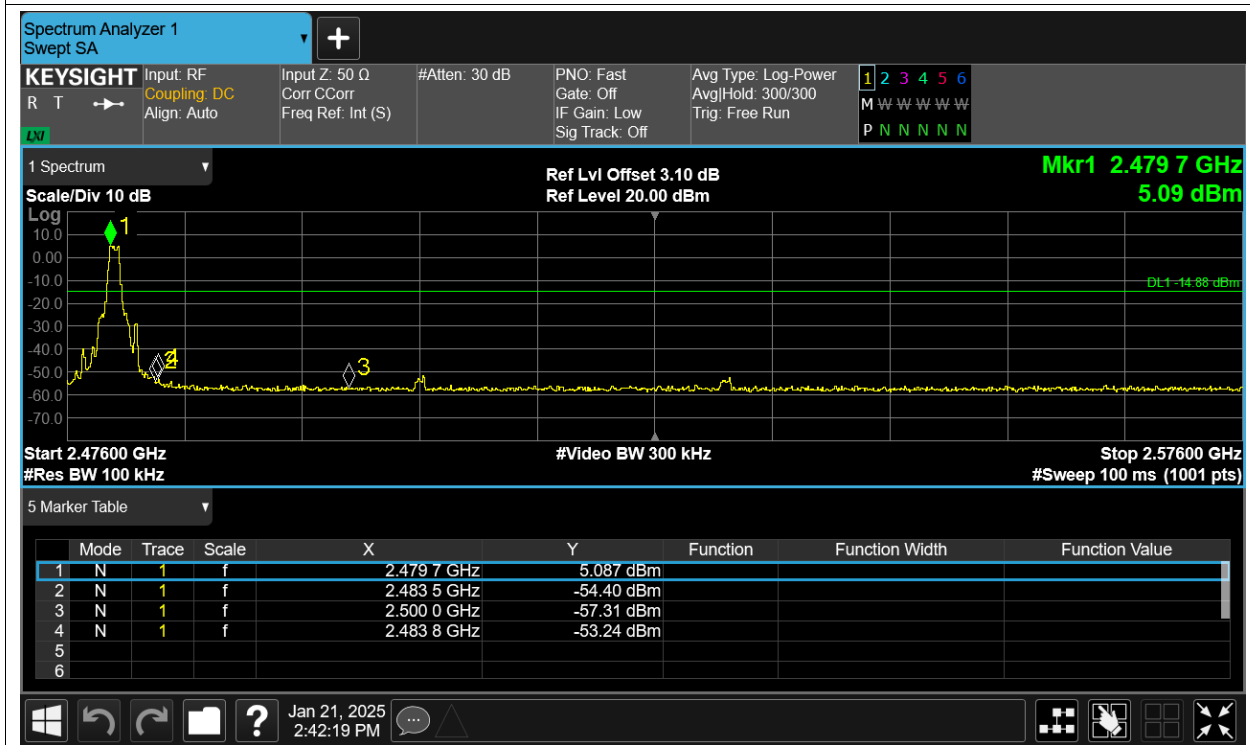 Spectrum Analyzer 1
Swept SA
KEYSIGHT
R T
LXI
Input: RF
Coupling: DC
Align: Auto
Input Z: 50 Ω
Corr CCorr
Freq Ref: Int (S)
#Atten: 30 dB
PNO: Fast
Gate: Off
IF Gain: Low
Sig Track: Off
Avg Type: Log-Power
Avg|Hold: 300/300
Trig: Free Run
1 2 3 4 5 6
M W W W W W
P N N N N N
1 Spectrum
Scale/Div 10 dB
Ref Lvl Offset 3.10 dB
Ref Level 20.00 dBm
Mkr1 2.479 7 GHz
5.09 dBm
Log
10.0
0.00
-10.0
-20.0
-30.0
-40.0
-50.0
-60.0
-70.0
1
DL1 -14.88 dBm
2
4
3
Start 2.47600 GHz
#Res BW 100 kHz
#Video BW 300 kHz
Stop 2.57600 GHz
#Sweep 100 ms (1001 pts)
5 Marker Table
Mode Trace Scale X Y Function Function Width Function Value
1 N 1 f 2.479 7 GHz 5.087 dBm
2 N 1 f 2.483 5 GHz -54.40 dBm
3 N 1 f 2.500 0 GHz -57.31 dBm
4 N 1 f 2.483 8 GHz -53.24 dBm
5
6
?
Jan 21, 2025
2:42:19 PM